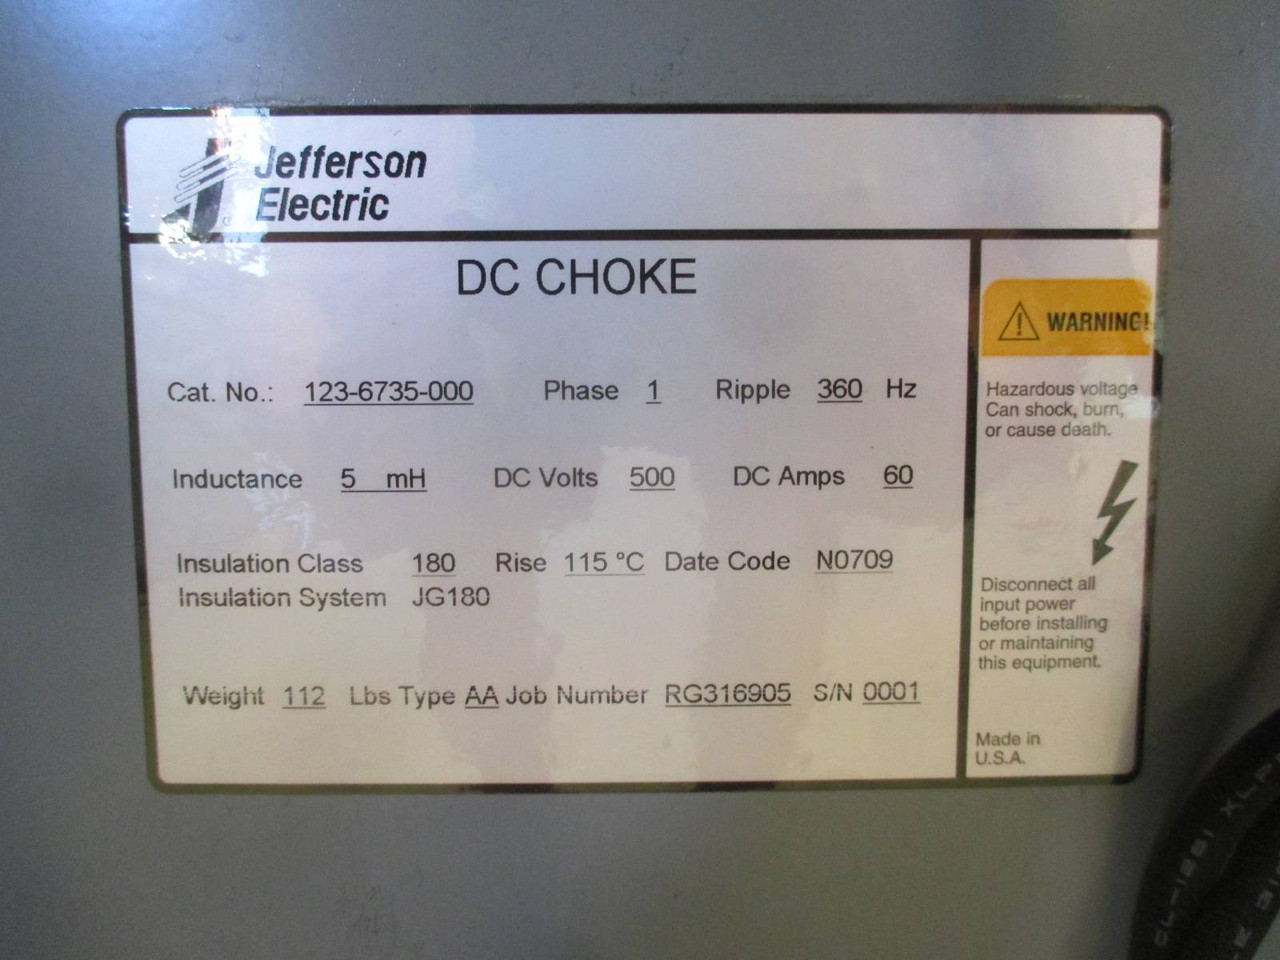 Jefferson
Electric
DC CHOKE
Cat. No.: 123-6735-000 Phase 1 Ripple 360 Hz
Inductance 5 mH DC Volts 500 DC Amps 60
Insulation Class 180 Rise 115 °C Date Code N0709
Insulation System JG180
Weight 112 Lbs Type AA Job Number RG316905 S/N 0001
WARNING!
Hazardous voltage
Can shock, burn,
or cause death.
Disconnect all
input power
before installing
or maintaining
this equipment.
Made in
U.S.A.
CL-1251 XLP